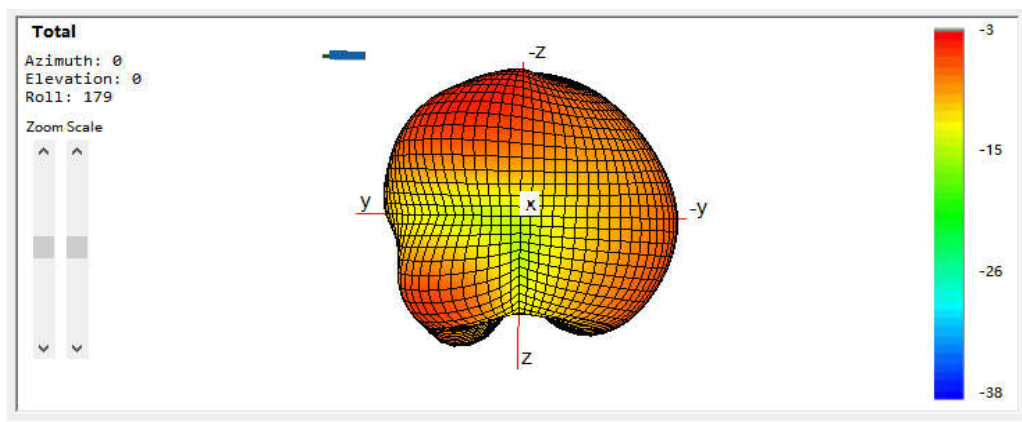 Total
Azimuth: 0
Elevation: 0
Roll: 179
Zoom Scale
-z
y
x
-y
z
-3
-15
-26
-38